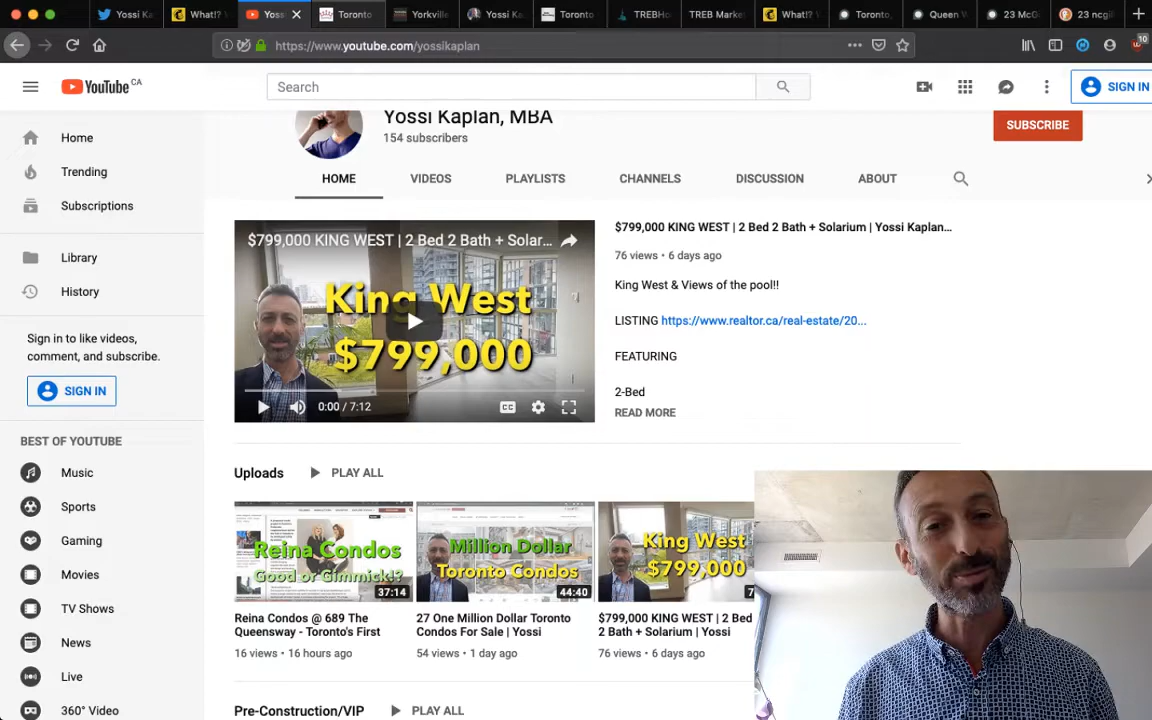 Yossi Ka
What!? 
Yossi
Toronto
Yorkville
Yossi Ka
Toronto
TREBHo
TREB Market
What!? 
Toronto,
Queen W
23 McG
23 ncgil
https://www.youtube.com/yossikaplan
10
YouTube CA
Search
SIGN IN
Home
Trending
Subscriptions
Library
History
Sign in to like videos,
comment, and subscribe.
SIGN IN
BEST OF YOUTUBE
Music
Sports
Gaming
Movies
TV Shows
News
Live
360° Video
Yossi Kaplan, MBA
154 subscribers
SUBSCRIBE
HOME
VIDEOS
PLAYLISTS
CHANNELS
DISCUSSION
ABOUT
$799,000 KING WEST | 2 Bed 2 Bath + Solar...
King West
$799,000
0:00 / 7:12
CC
$799,000 KING WEST | 2 Bed 2 Bath + Solarium | Yossi Kaplan...
76 views • 6 days ago
King West & Views of the pool!!
LISTING https://www.realtor.ca/real-estate/20...
FEATURING
2-Bed
READ MORE
Uploads
PLAY ALL
Reina Condos
Good or Gimmick!?
37:14
Reina Condos @ 689 The
Queensway - Toronto's First
16 views • 16 hours ago
Million Dollar
Toronto Condos
44:40
27 One Million Dollar Toronto
Condos For Sale | Yossi
54 views • 1 day ago
King West
$799,000
7
$799,000 KING WEST | 2 Bed
2 Bath + Solarium | Yossi
76 views • 6 days ago
Pre-Construction/VIP
PLAY ALL